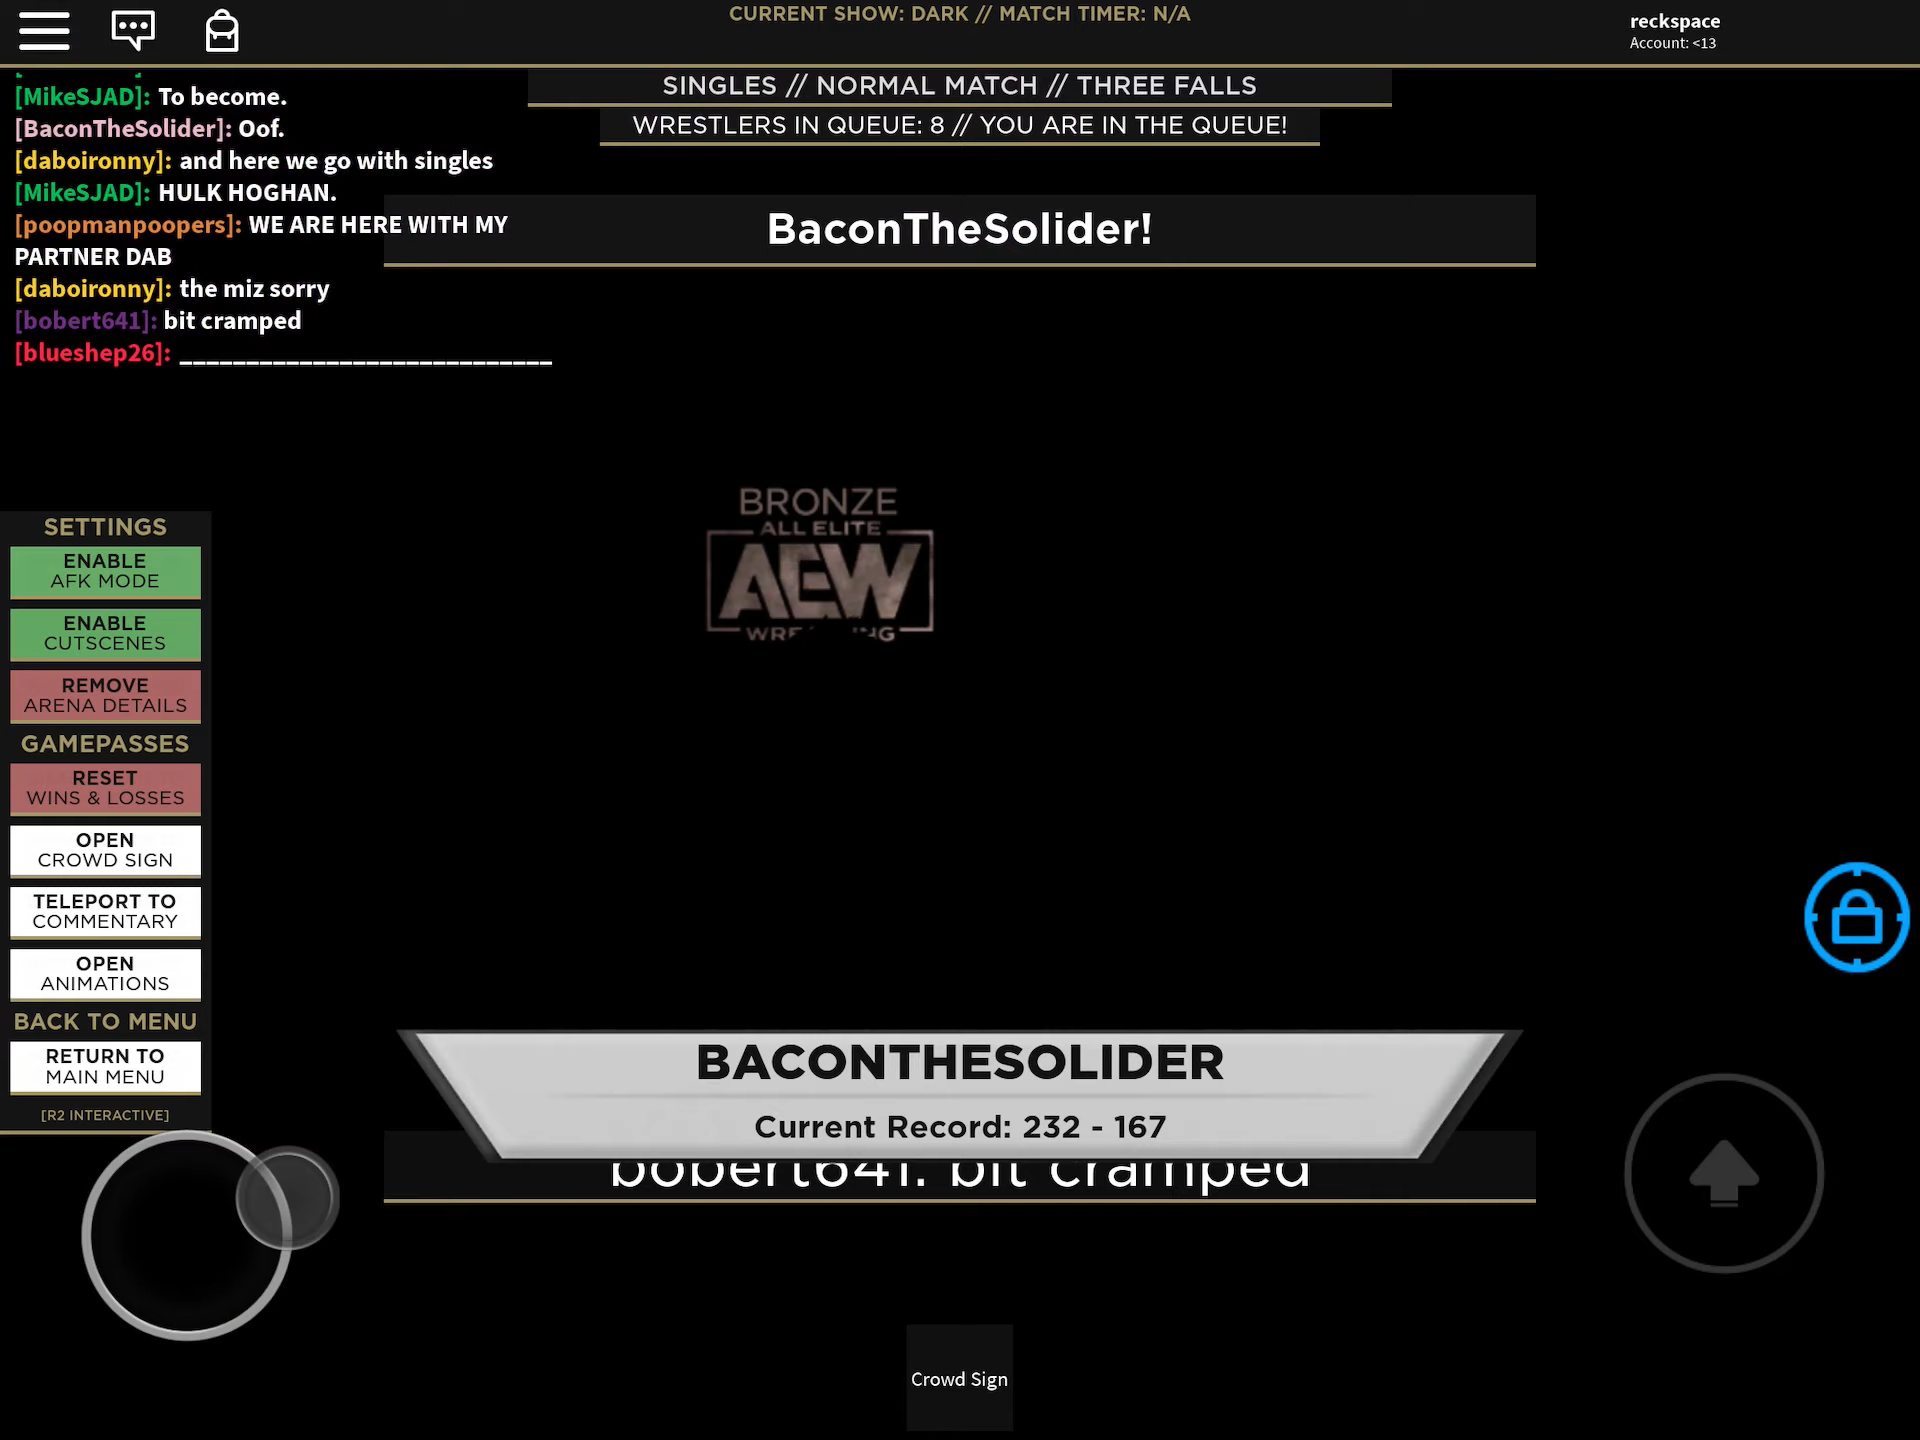 CURRENT SHOW: DARK // MATCH TIMER: N/A
reckspace
Account: <13
SINGLES // NORMAL MATCH // THREE FALLS
WRESTLERS IN QUEUE: 8 // YOU ARE IN THE QUEUE!
[MikeSJAD]: To become.
[BaconTheSolider]: Oof.
[daboironny]: and here we go with singles
[MikeSJAD]: HULK HOGHAN.
[poopmanpoopers]: WE ARE HERE WITH MY
PARTNER DAB
[daboironny]: the miz sorry
[bobert641]: bit cramped
[blueshep26]: ____________________________
BaconTheSolider!
BRONZE
ALL ELITE
AEW
SETTINGS
ENABLE
AFK MODE
ENABLE
CUTSCENES
REMOVE
ARENA DETAILS
GAMEPASSES
RESET
WINS & LOSSES
OPEN
CROWD SIGN
TELEPORT TO
COMMENTARY
OPEN
ANIMATIONS
BACK TO MENU
RETURN TO
MAIN MENU
[R2 INTERACTIVE]
BACONTHESOLIDER
Current Record: 232 - 167
bobert641: bit cramped
Crowd Sign